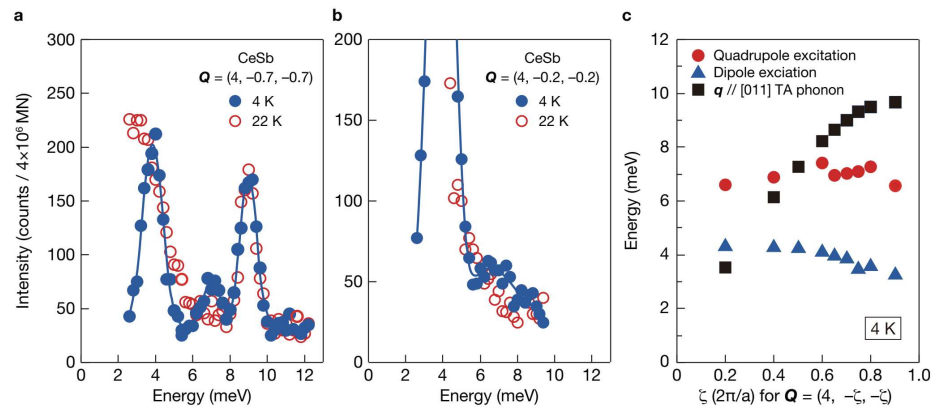 a
300
250
200
150
100
50
0
Intensity (counts / 4×10⁶ MN)
0 2 4 6 8 10 12
Energy (meV)
CeSb
Q = (4, −0.7, −0.7)
4 K
22 K
b
200
150
100
50
0
0 2 4 6 8 10 12
Energy (meV)
CeSb
Q = (4, −0.2, −0.2)
4 K
22 K
c
12
10
8
6
4
2
0
Energy (meV)
Quadrupole excitation
Dipole exciation
q // [011] TA phonon
4 K
0 0.2 0.4 0.6 0.8 1.0
ζ (2π/a) for Q = (4, −ζ, −ζ)